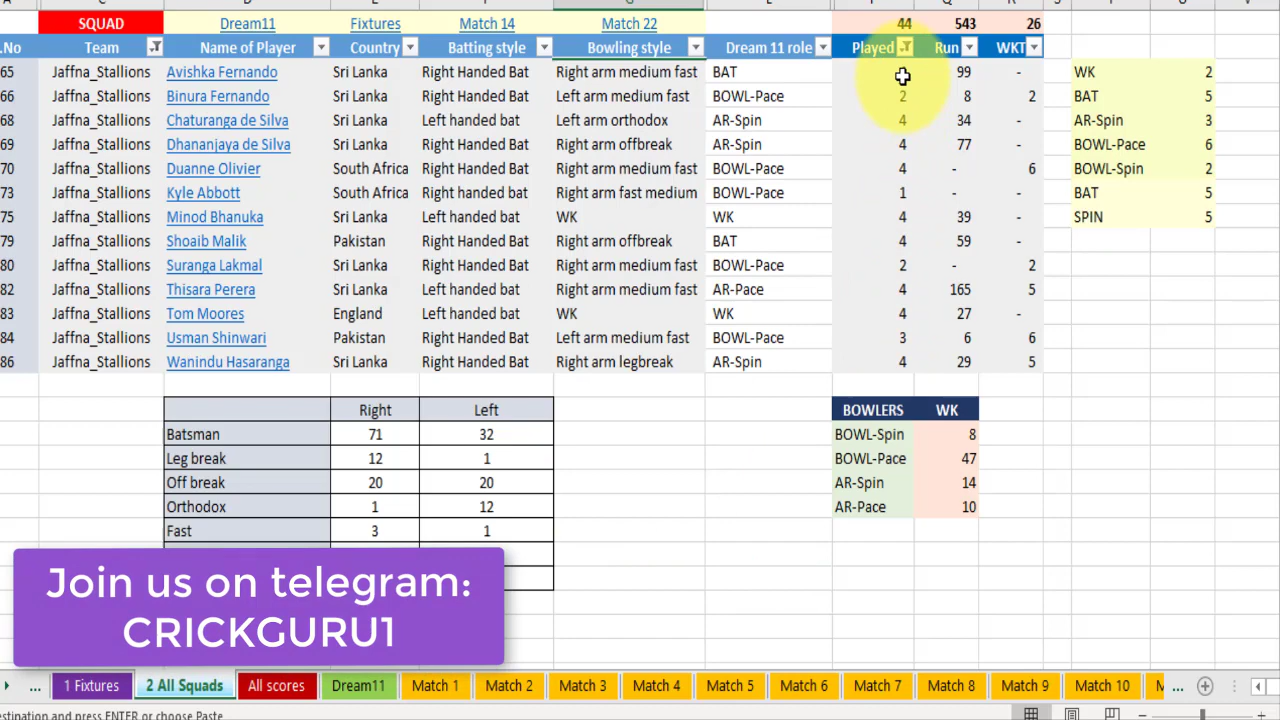 SQUAD Dream11 Fixtures Match 14 Match 22 44 543 26
.No Team Name of Player Country Batting style Bowling style Dream 11 role Played Run WKT
65 Jaffna_Stallions Avishka Fernando Sri Lanka Right Handed Bat Right arm medium fast BAT 99 - WK 2
66 Jaffna_Stallions Binura Fernando Sri Lanka Right Handed Bat Left arm medium fast BOWL-Pace 2 8 2 BAT 5
68 Jaffna_Stallions Chaturanga de Silva Sri Lanka Left handed bat Left arm orthodox AR-Spin 4 34 - AR-Spin 3
69 Jaffna_Stallions Dhananjaya de Silva Sri Lanka Right Handed Bat Right arm offbreak AR-Spin 4 77 - BOWL-Pace 6
70 Jaffna_Stallions Duanne Olivier South Africa Right Handed Bat Right arm medium fast BOWL-Pace 4 - 6 BOWL-Spin 2
73 Jaffna_Stallions Kyle Abbott South Africa Right handed bat Right arm fast medium BOWL-Pace 1 - - BAT 5
75 Jaffna_Stallions Minod Bhanuka Sri Lanka Left handed bat WK WK 4 39 - SPIN 5
79 Jaffna_Stallions Shoaib Malik Pakistan Right Handed Bat Right arm offbreak BAT 4 59 -
80 Jaffna_Stallions Suranga Lakmal Sri Lanka Right Handed Bat Right arm medium fast BOWL-Pace 2 - 2
82 Jaffna_Stallions Thisara Perera Sri Lanka Left handed bat Right arm medium fast AR-Pace 4 165 5
83 Jaffna_Stallions Tom Moores England Left handed bat WK WK 4 27 -
84 Jaffna_Stallions Usman Shinwari Pakistan Right Handed Bat Left arm medium fast BOWL-Pace 3 6 6
86 Jaffna_Stallions Wanindu Hasaranga Sri Lanka Right Handed Bat Right arm legbreak AR-Spin 4 29 5
Right Left BOWLERS WK
Batsman 71 32 BOWL-Spin 8
Leg break 12 1 BOWL-Pace 47
Off break 20 20 AR-Spin 14
Orthodox 1 12 AR-Pace 10
Fast 3 1
Join us on telegram:
CRICKGURU1
... 1 Fixtures 2 All Squads All scores Dream11 Match 1 Match 2 Match 3 Match 4 Match 5 Match 6 Match 7 Match 8 Match 9 Match 10 M ...
estination and press ENTER or choose Paste